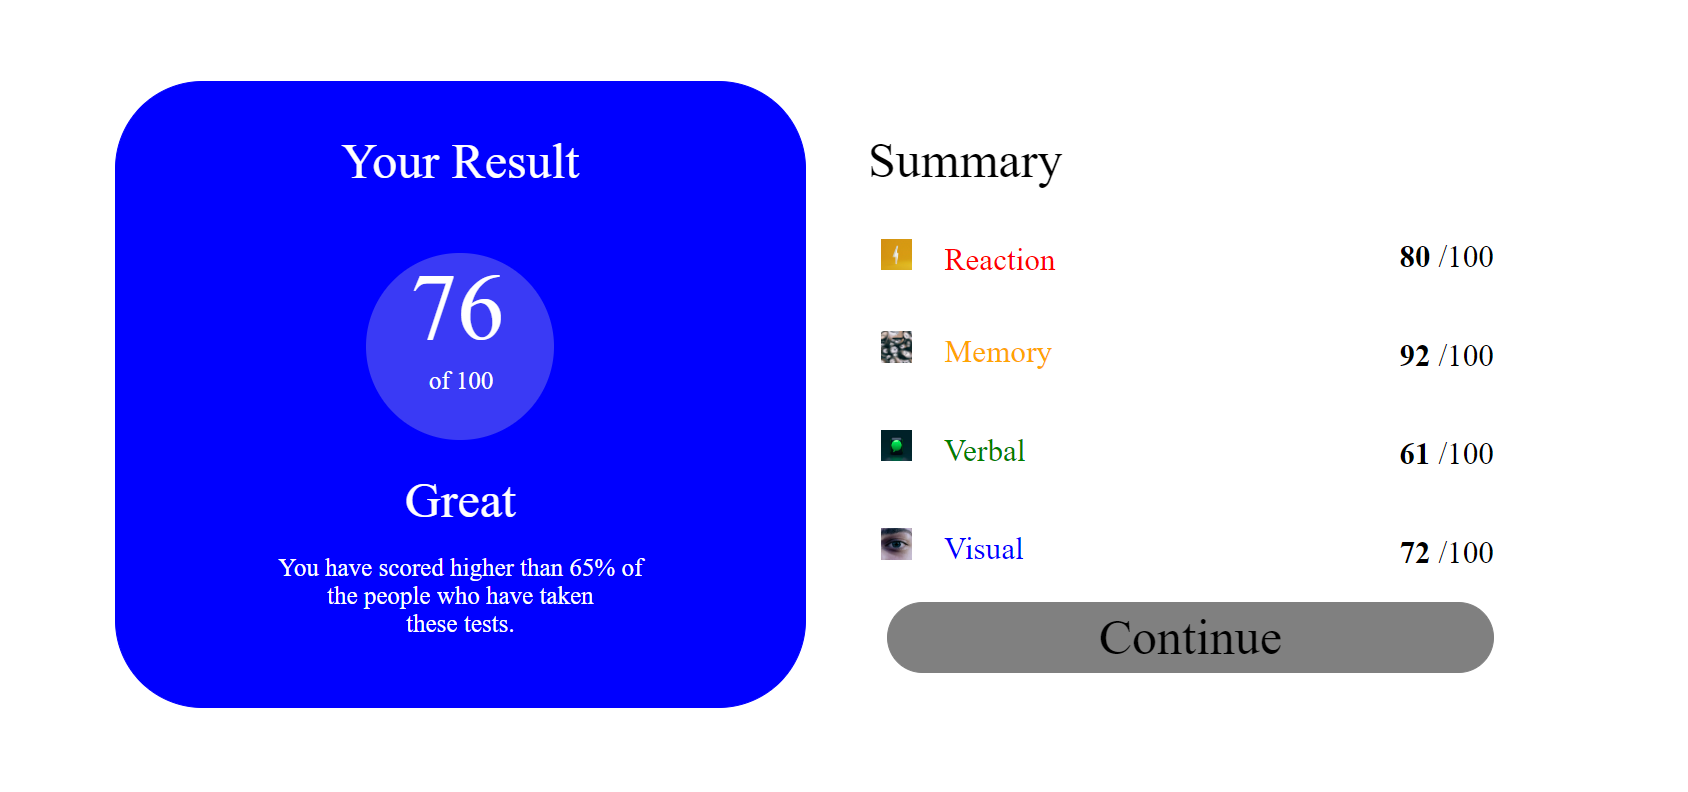 Your Result
76
of 100
Great
You have scored higher than 65% of
the people who have taken
these tests.
Summary
Reaction 80 /100
Memory 92 /100
Verbal 61 /100
Visual 72 /100
Continue